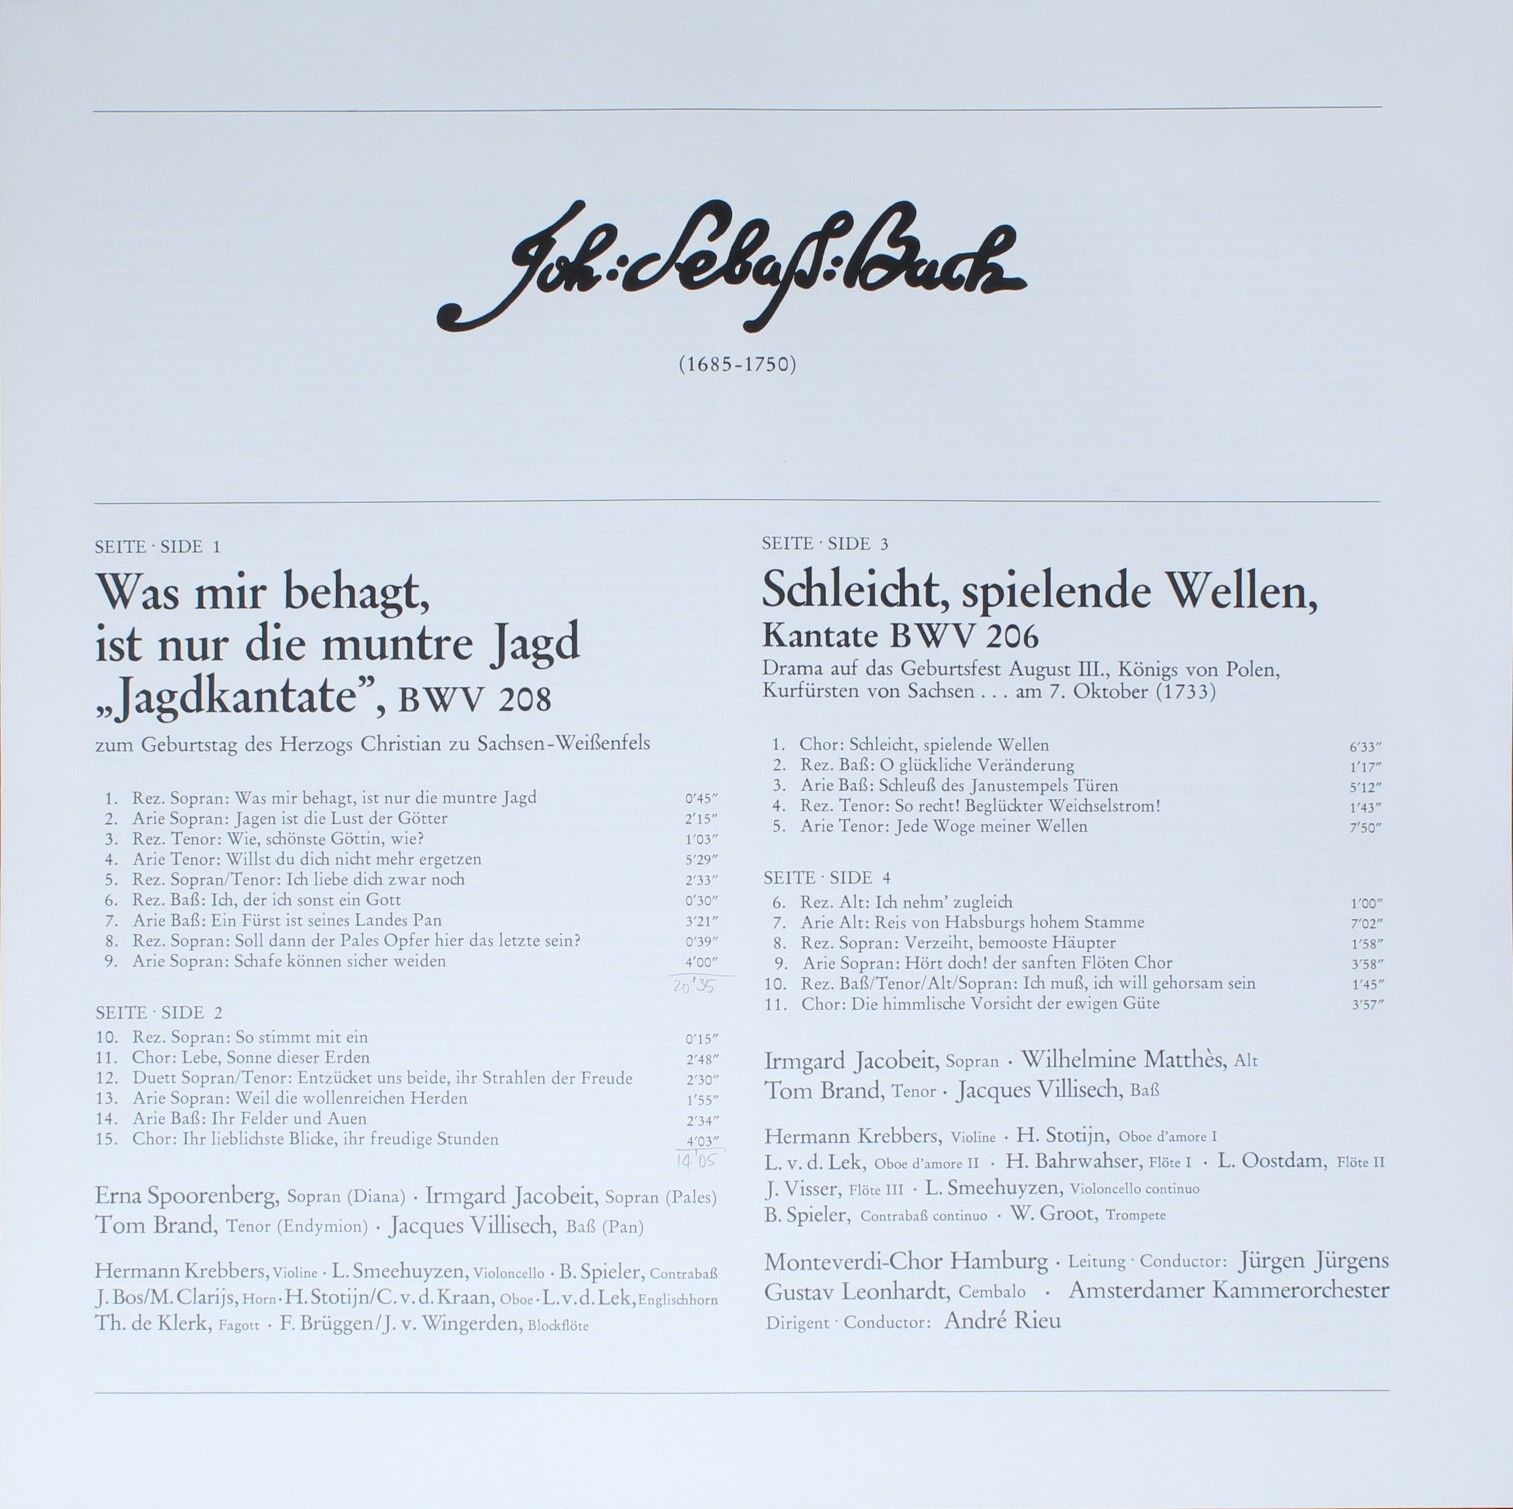 Joh: Sebaſt: Bach
(1685-1750)
SEITE · SIDE 1
Was mir behagt,
ist nur die muntre Jagd
„Jagdkantate”, BWV 208
zum Geburtstag des Herzogs Christian zu Sachsen-Weißenfels
1. Rez. Sopran: Was mir behagt, ist nur die muntre Jagd 0'45"
2. Arie Sopran: Jagen ist die Lust der Götter 2'15"
3. Rez. Tenor: Wie, schönste Göttin, wie? 1'03"
4. Arie Tenor: Willst du dich nicht mehr ergetzen 5'29"
5. Rez. Sopran/Tenor: Ich liebe dich zwar noch 2'33"
6. Rez. Baß: Ich, der ich sonst ein Gott 0'30"
7. Arie Baß: Ein Fürst ist seines Landes Pan 3'21"
8. Rez. Sopran: Soll dann der Pales Opfer hier das letzte sein? 0'39"
9. Arie Sopran: Schafe können sicher weiden 4'00"
20'35
SEITE · SIDE 2
10. Rez. Sopran: So stimmt mit ein 0'15"
11. Chor: Lebe, Sonne dieser Erden 2'48"
12. Duett Sopran/Tenor: Entzücket uns beide, ihr Strahlen der Freude 2'30"
13. Arie Sopran: Weil die wollenreichen Herden 1'55"
14. Arie Baß: Ihr Felder und Auen 2'34"
15. Chor: Ihr lieblichste Blicke, ihr freudige Stunden 4'03"
14'05
Erna Spoorenberg, Sopran (Diana) · Irmgard Jacobeit, Sopran (Pales)
Tom Brand, Tenor (Endymion) · Jacques Villisech, Baß (Pan)
Hermann Krebbers, Violine · L. Smeehuyzen, Violoncello · B. Spieler, Contrabaß
J. Bos/M. Clarijs, Horn · H. Stotijn/C. v. d. Kraan, Oboe · L. v. d. Lek, Englischhorn
Th. de Klerk, Fagott · F. Brüggen/J. v. Wingerden, Blockflöte
SEITE · SIDE 3
Schleicht, spielende Wellen,
Kantate BWV 206
Drama auf das Geburtsfest August III., Königs von Polen,
Kurfürsten von Sachsen . . . am 7. Oktober (1733)
1. Chor: Schleicht, spielende Wellen 6'33"
2. Rez. Baß: O glückliche Veränderung 1'17"
3. Arie Baß: Schleuß des Janustempels Türen 5'12"
4. Rez. Tenor: So recht! Beglückter Weichselstrom! 1'43"
5. Arie Tenor: Jede Woge meiner Wellen 7'50"
SEITE · SIDE 4
6. Rez. Alt: Ich nehm' zugleich 1'00"
7. Arie Alt: Reis von Habsburgs hohem Stamme 7'02"
8. Rez. Sopran: Verzeiht, bemooste Häupter 1'58"
9. Arie Sopran: Hört doch! der sanften Flöten Chor 3'58"
10. Rez. Baß/Tenor/Alt/Sopran: Ich muß, ich will gehorsam sein 1'45"
11. Chor: Die himmlische Vorsicht der ewigen Güte 3'57"
Irmgard Jacobeit, Sopran · Wilhelmine Matthès, Alt
Tom Brand, Tenor · Jacques Villisech, Baß
Hermann Krebbers, Violine · H. Stotijn, Oboe d'amore I
L. v. d. Lek, Oboe d'amore II · H. Bahrwahser, Flöte I · L. Oostdam, Flöte II
J. Visser, Flöte III · L. Smeehuyzen, Violoncello continuo
B. Spieler, Contrabaß continuo · W. Groot, Trompete
Monteverdi-Chor Hamburg · Leitung · Conductor: Jürgen Jürgens
Gustav Leonhardt, Cembalo · Amsterdamer Kammerorchester
Dirigent · Conductor: André Rieu